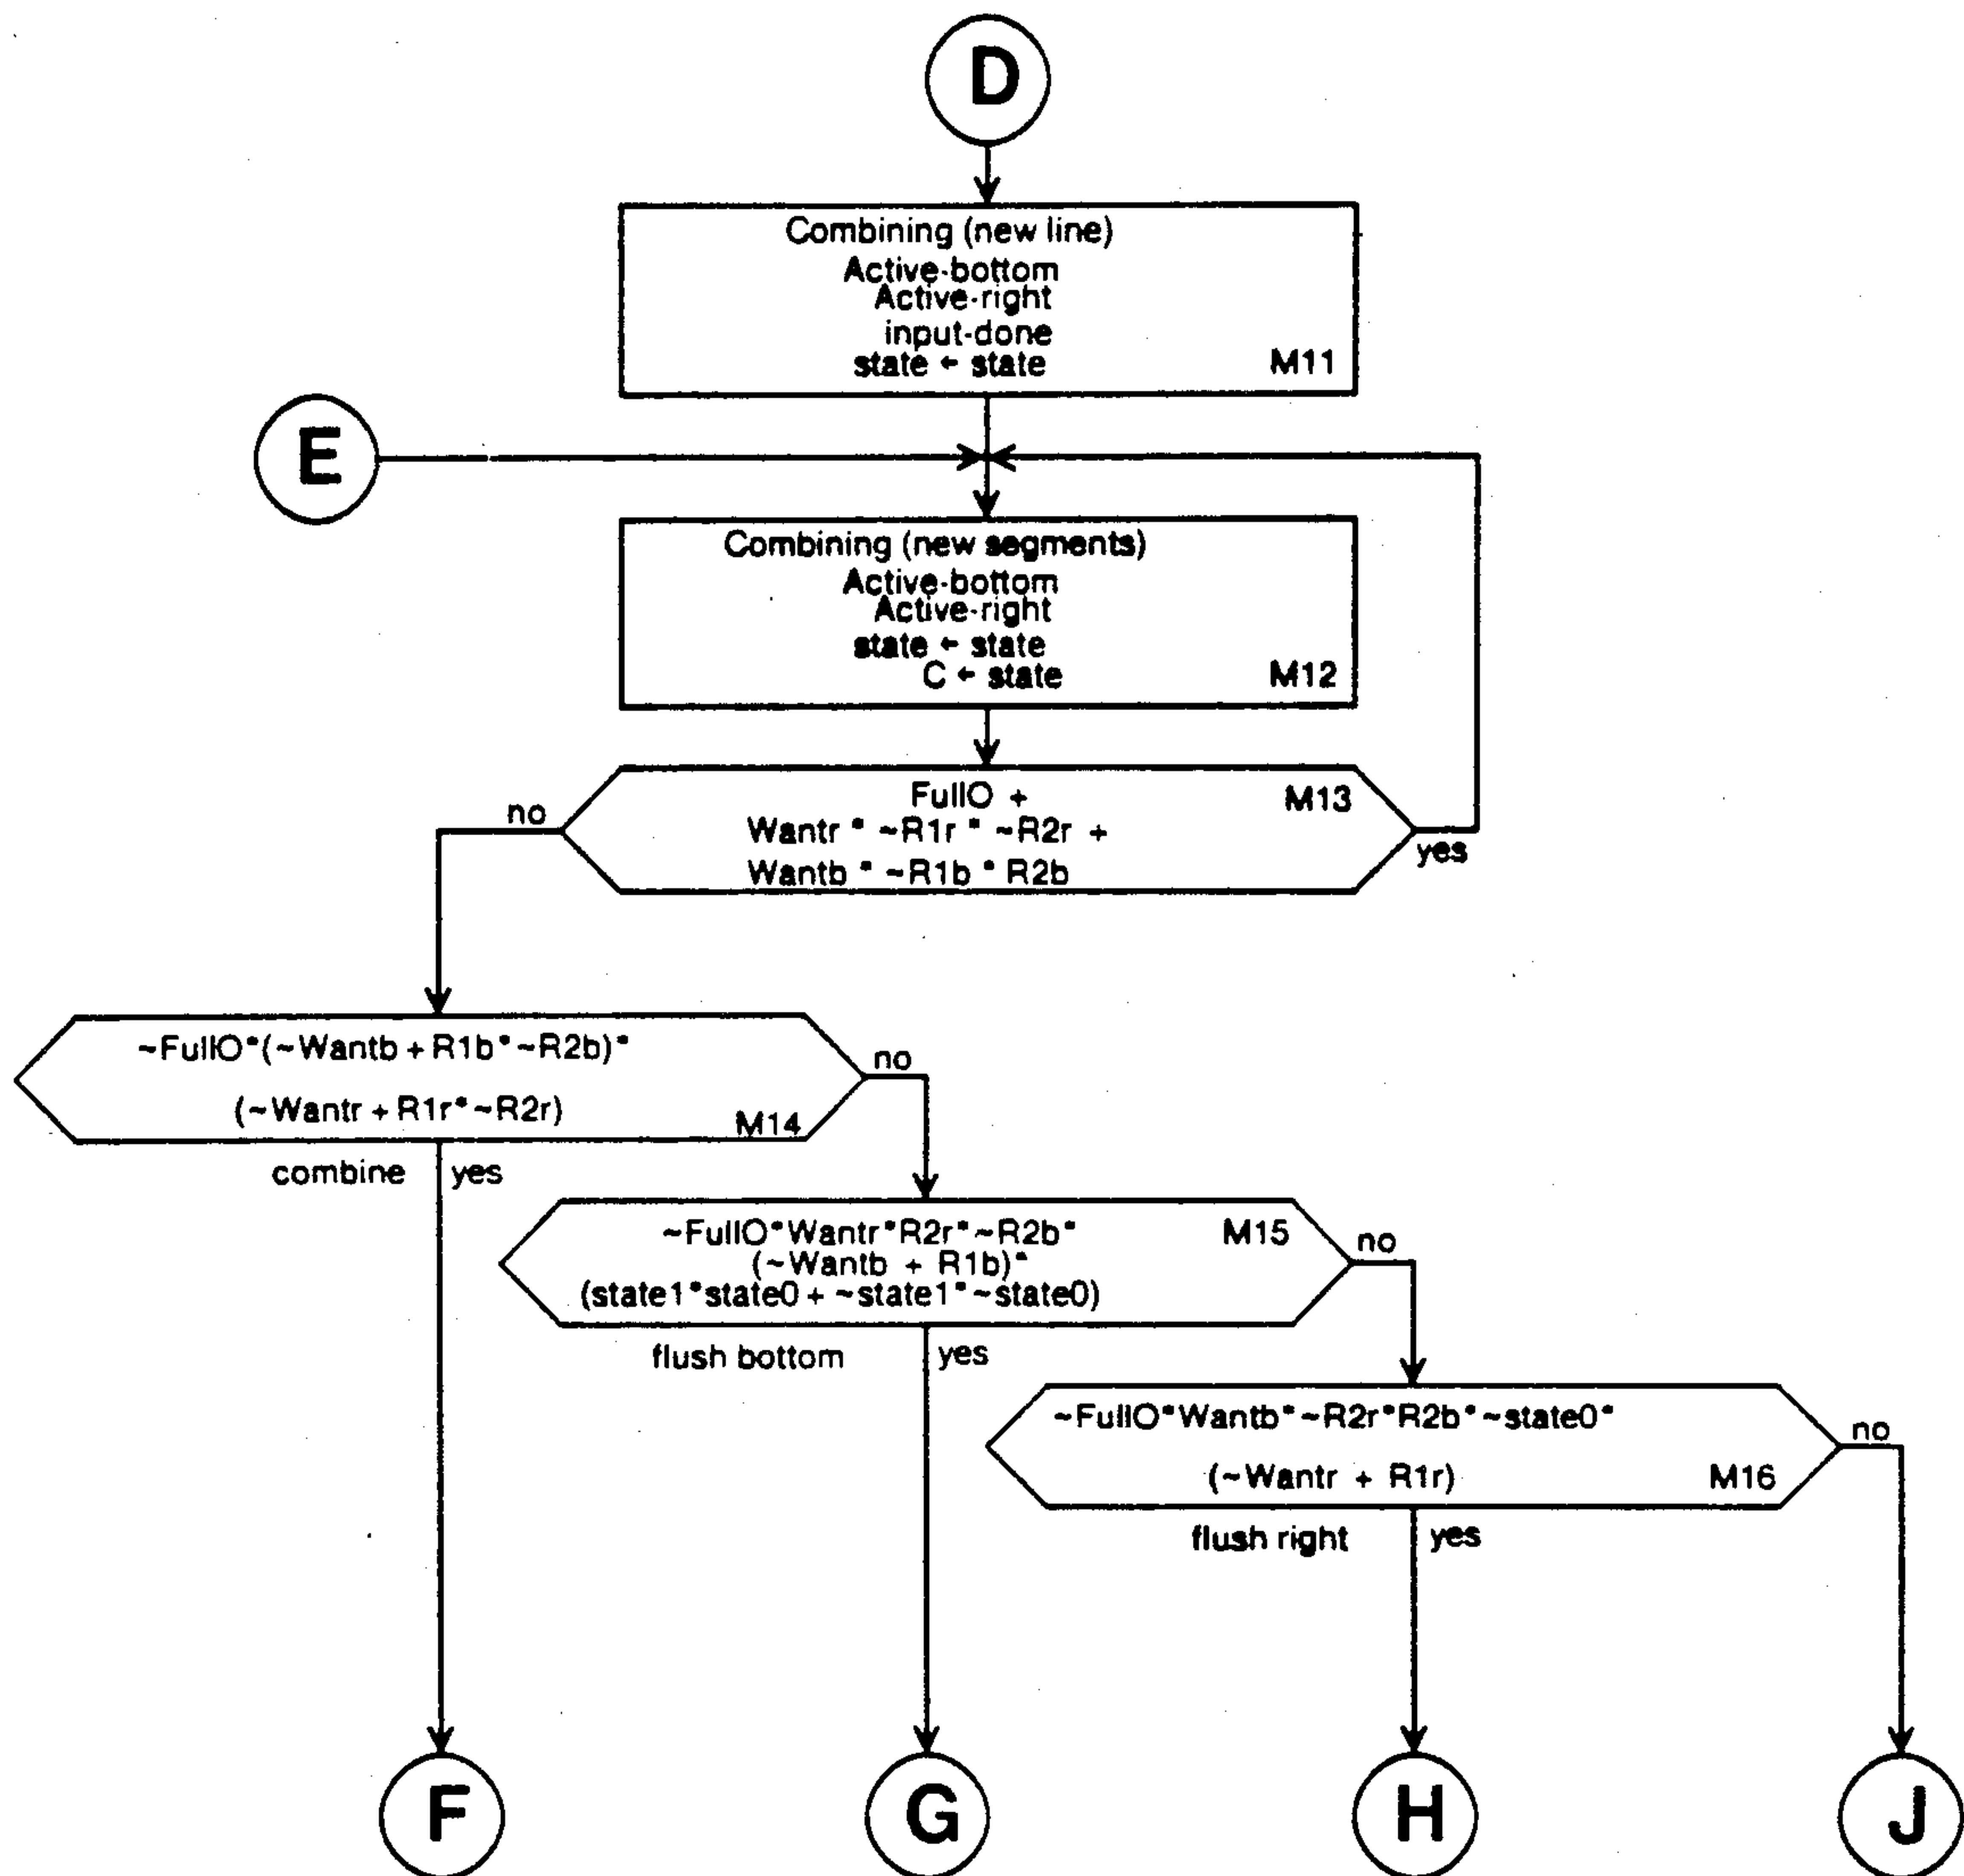 D
Combining (new line)
Active-bottom
Active-right
input-done
state ← state
M11
E
Combining (new segments)
Active-bottom
Active-right
state ← state
C ← state
M12
FullO +
M13
Wantr * ~R1r * ~R2r +
Wantb * ~R1b * R2b
no
yes
~FullO*(~Wantb + R1b*~R2b)*
(~Wantr + R1r*~R2r)
M14
no
combine
yes
~FullO*Wantr*R2r*~R2b*
M15
(~Wantb + R1b)*
(state1*state0 + ~state1*~state0)
no
flush bottom
yes
~FullO*Wantb*~R2r*R2b*~state0*
(~Wantr + R1r)
M16
no
flush right
yes
F
G
H
J